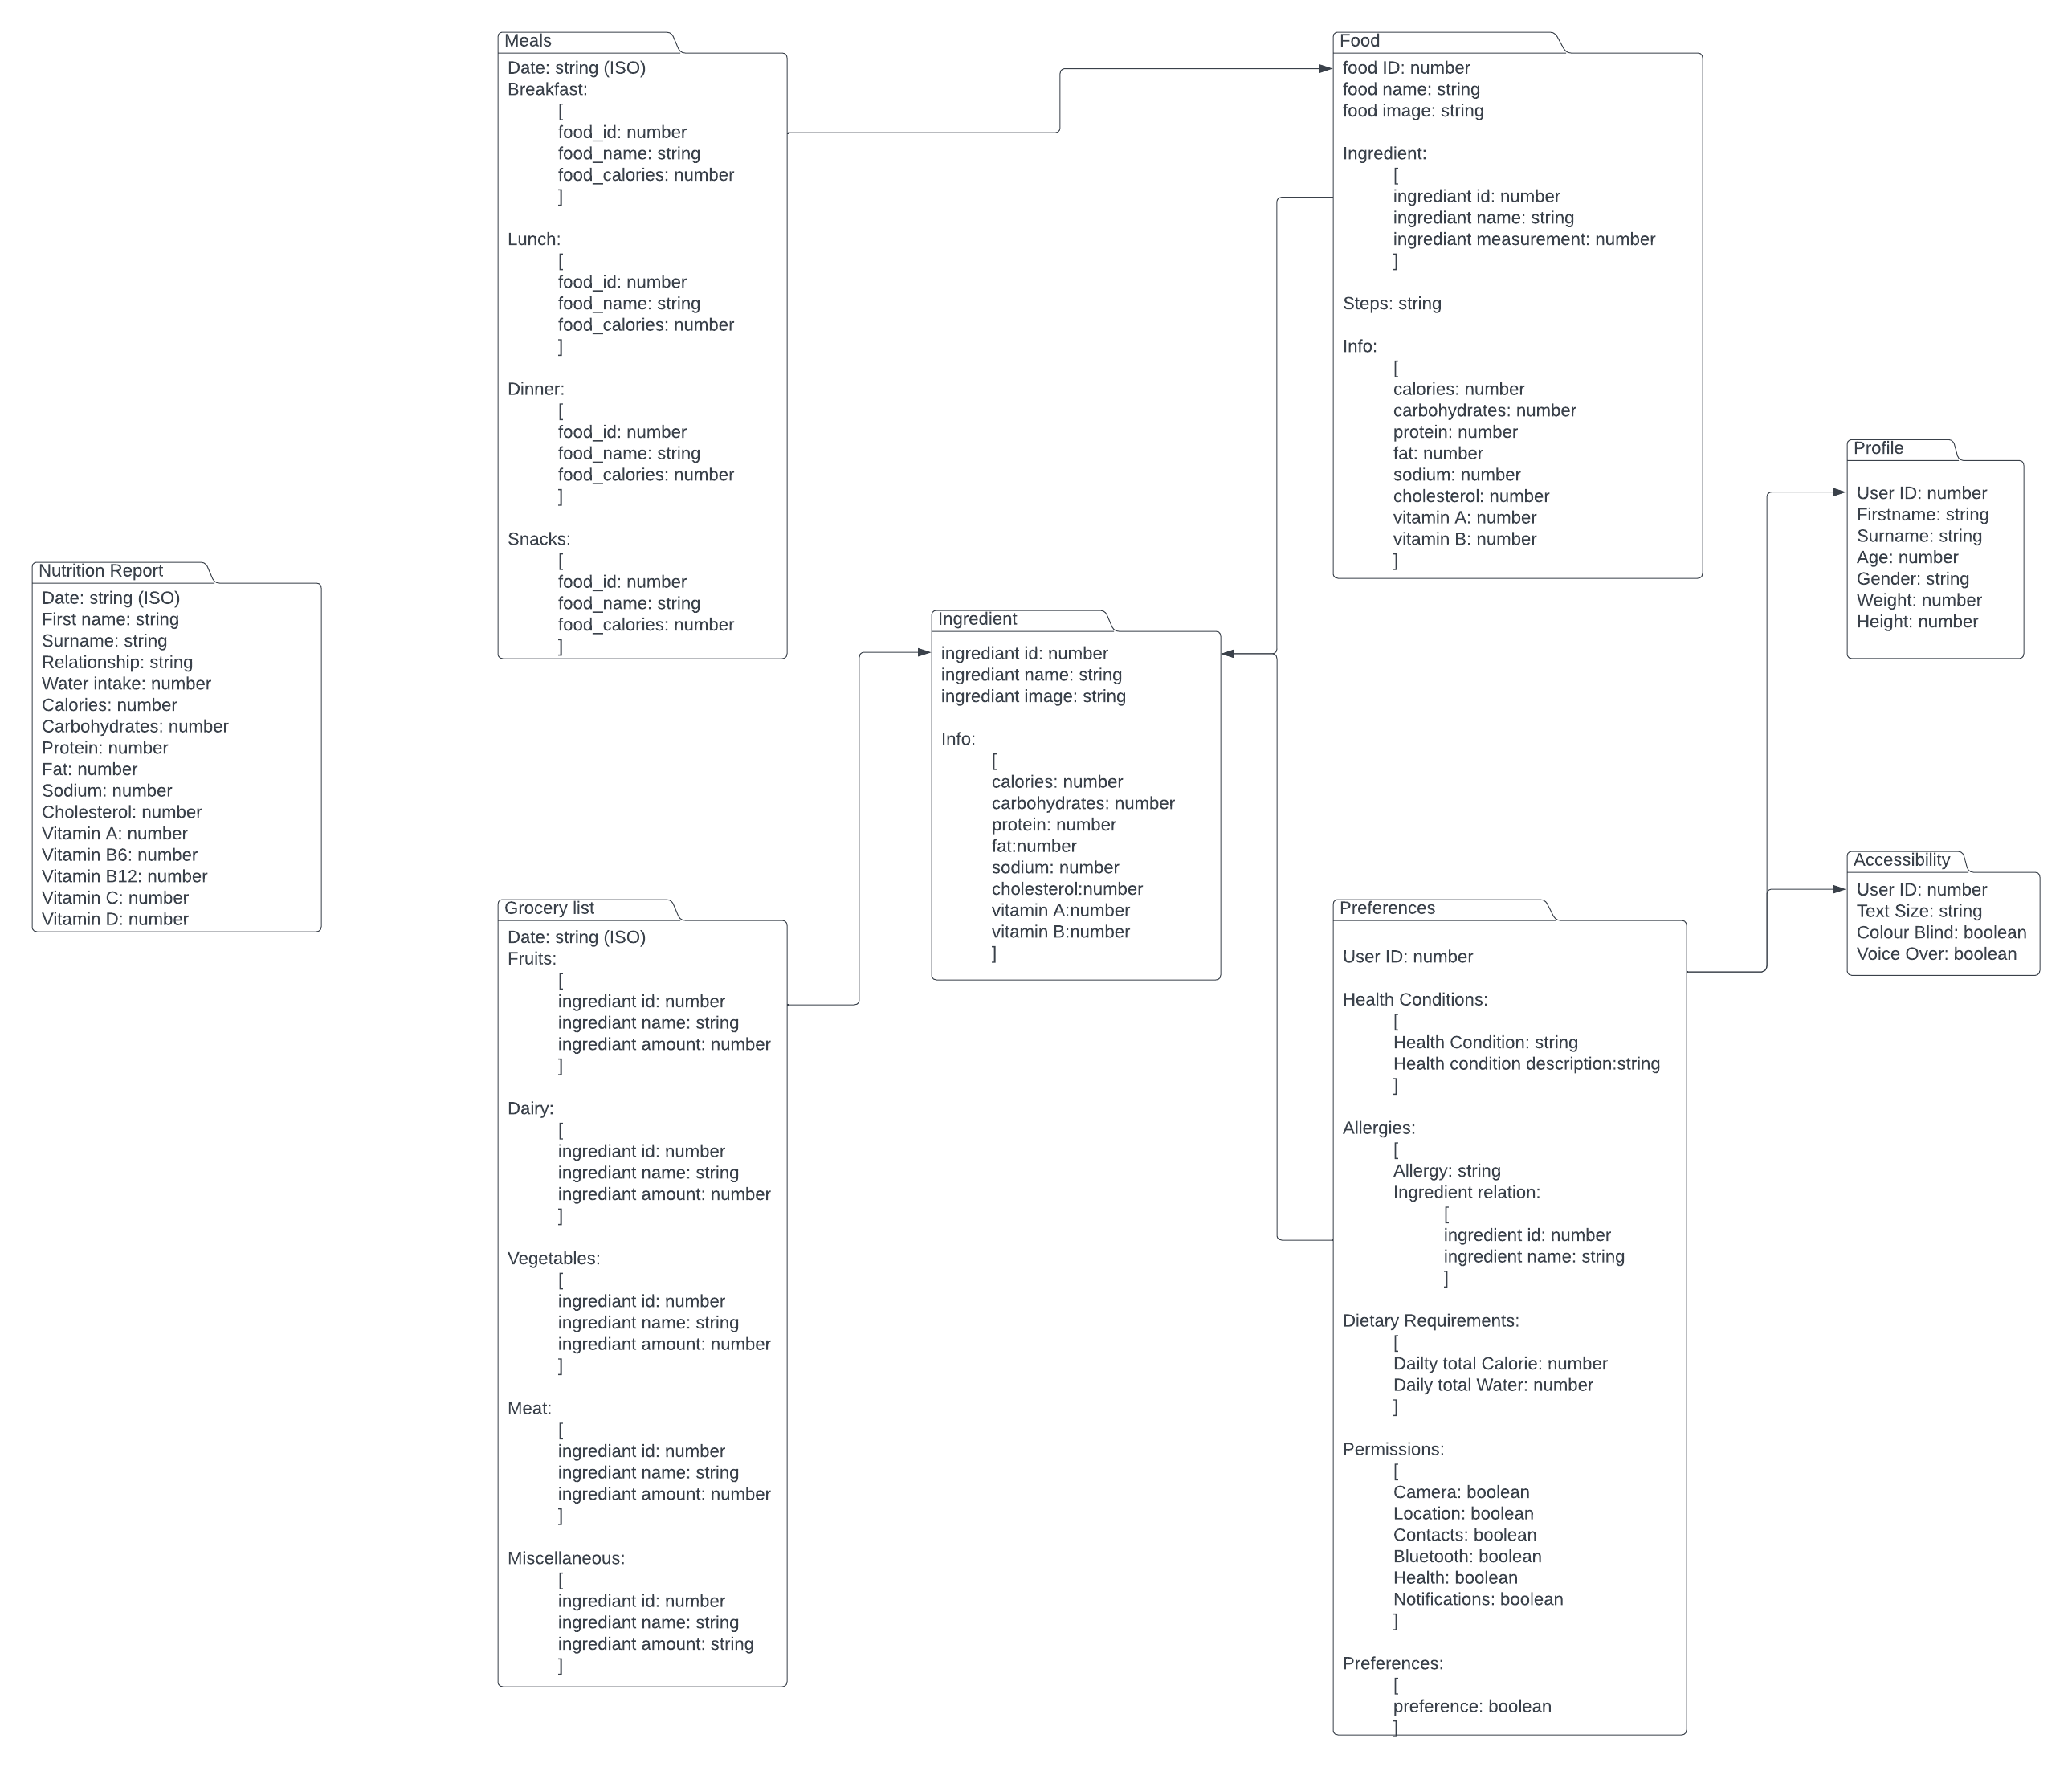 Meals
Date: string (ISO)
Breakfast:
[
food_id: number
food_name: string
food_calories: number
]
Lunch:
[
food_id: number
food_name: string
food_calories: number
]
Dinner:
[
food_id: number
food_name: string
food_calories: number
]
Snacks:
[
food_id: number
food_name: string
food_calories: number
]
Food
food ID: number
food name: string
food image: string
Ingredient:
[
ingrediant id: number
ingrediant name: string
ingrediant measurement: number
]
Steps: string
Info:
[
calories: number
carbohydrates: number
protein: number
fat: number
sodium: number
cholesterol: number
vitamin A: number
vitamin B: number
]
Profile
User ID: number
Firstname: string
Surname: string
Age: number
Gender: string
Weight: number
Height: number
Nutrition Report
Date: string (ISO)
First name: string
Surname: string
Relationship: string
Water intake: number
Calories: number
Carbohydrates: number
Protein: number
Fat: number
Sodium: number
Cholesterol: number
Vitamin A: number
Vitamin B6: number
Vitamin B12: number
Vitamin C: number
Vitamin D: number
Ingredient
ingrediant id: number
ingrediant name: string
ingrediant image: string
Info:
[
calories: number
carbohydrates: number
protein: number
fat:number
sodium: number
cholesterol:number
vitamin A:number
vitamin B:number
]
Accessibility
User ID: number
Text Size: string
Colour Blind: boolean
Voice Over: boolean
Grocery list
Date: string (ISO)
Fruits:
[
ingrediant id: number
ingrediant name: string
ingrediant amount: number
]
Dairy:
[
ingrediant id: number
ingrediant name: string
ingrediant amount: number
]
Vegetables:
[
ingrediant id: number
ingrediant name: string
ingrediant amount: number
]
Meat:
[
ingrediant id: number
ingrediant name: string
ingrediant amount: number
]
Miscellaneous:
[
ingrediant id: number
ingrediant name: string
ingrediant amount: string
]
Preferences
User ID: number
Health Conditions:
[
Health Condition: string
Health condition description:string
]
Allergies:
[
Allergy: string
Ingredient relation:
[
ingredient id: number
ingredient name: string
]
Dietary Requirements:
[
Dailty total Calorie: number
Daily total Water: number
]
Permissions:
[
Camera: boolean
Location: boolean
Contacts: boolean
Bluetooth: boolean
Health: boolean
Notifications: boolean
]
Preferences:
[
preference: boolean
]